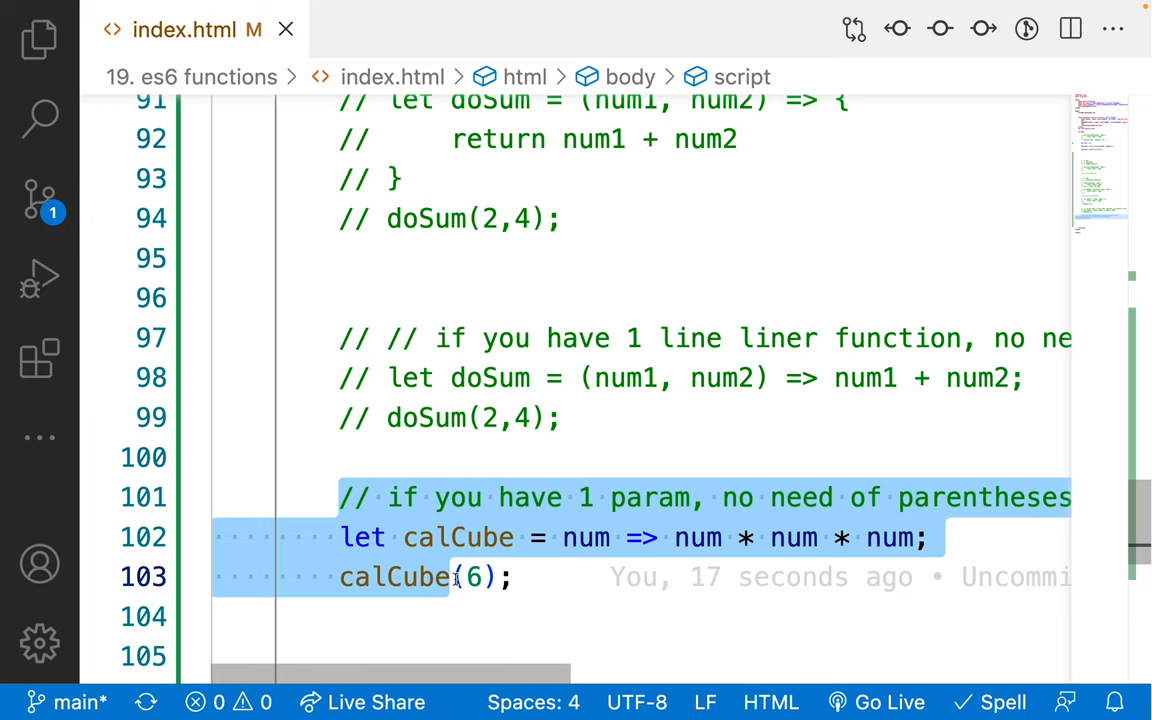 index.html M
19. es6 functions > index.html > html > body > script
91 // let doSum = (num1, num2) => {
92 //     return num1 + num2
93 // }
94 // doSum(2,4);
95
96
97 // // if you have 1 line liner function, no ne
98 // let doSum = (num1, num2) => num1 + num2;
99 // doSum(2,4);
100
101 // if you have 1 param, no need of parentheses
102 let calCube = num => num * num * num;
103 calCube(6); You, 17 seconds ago • Uncommi
104
105
1
main* 0 0 Live Share Spaces: 4 UTF-8 LF HTML Go Live Spell